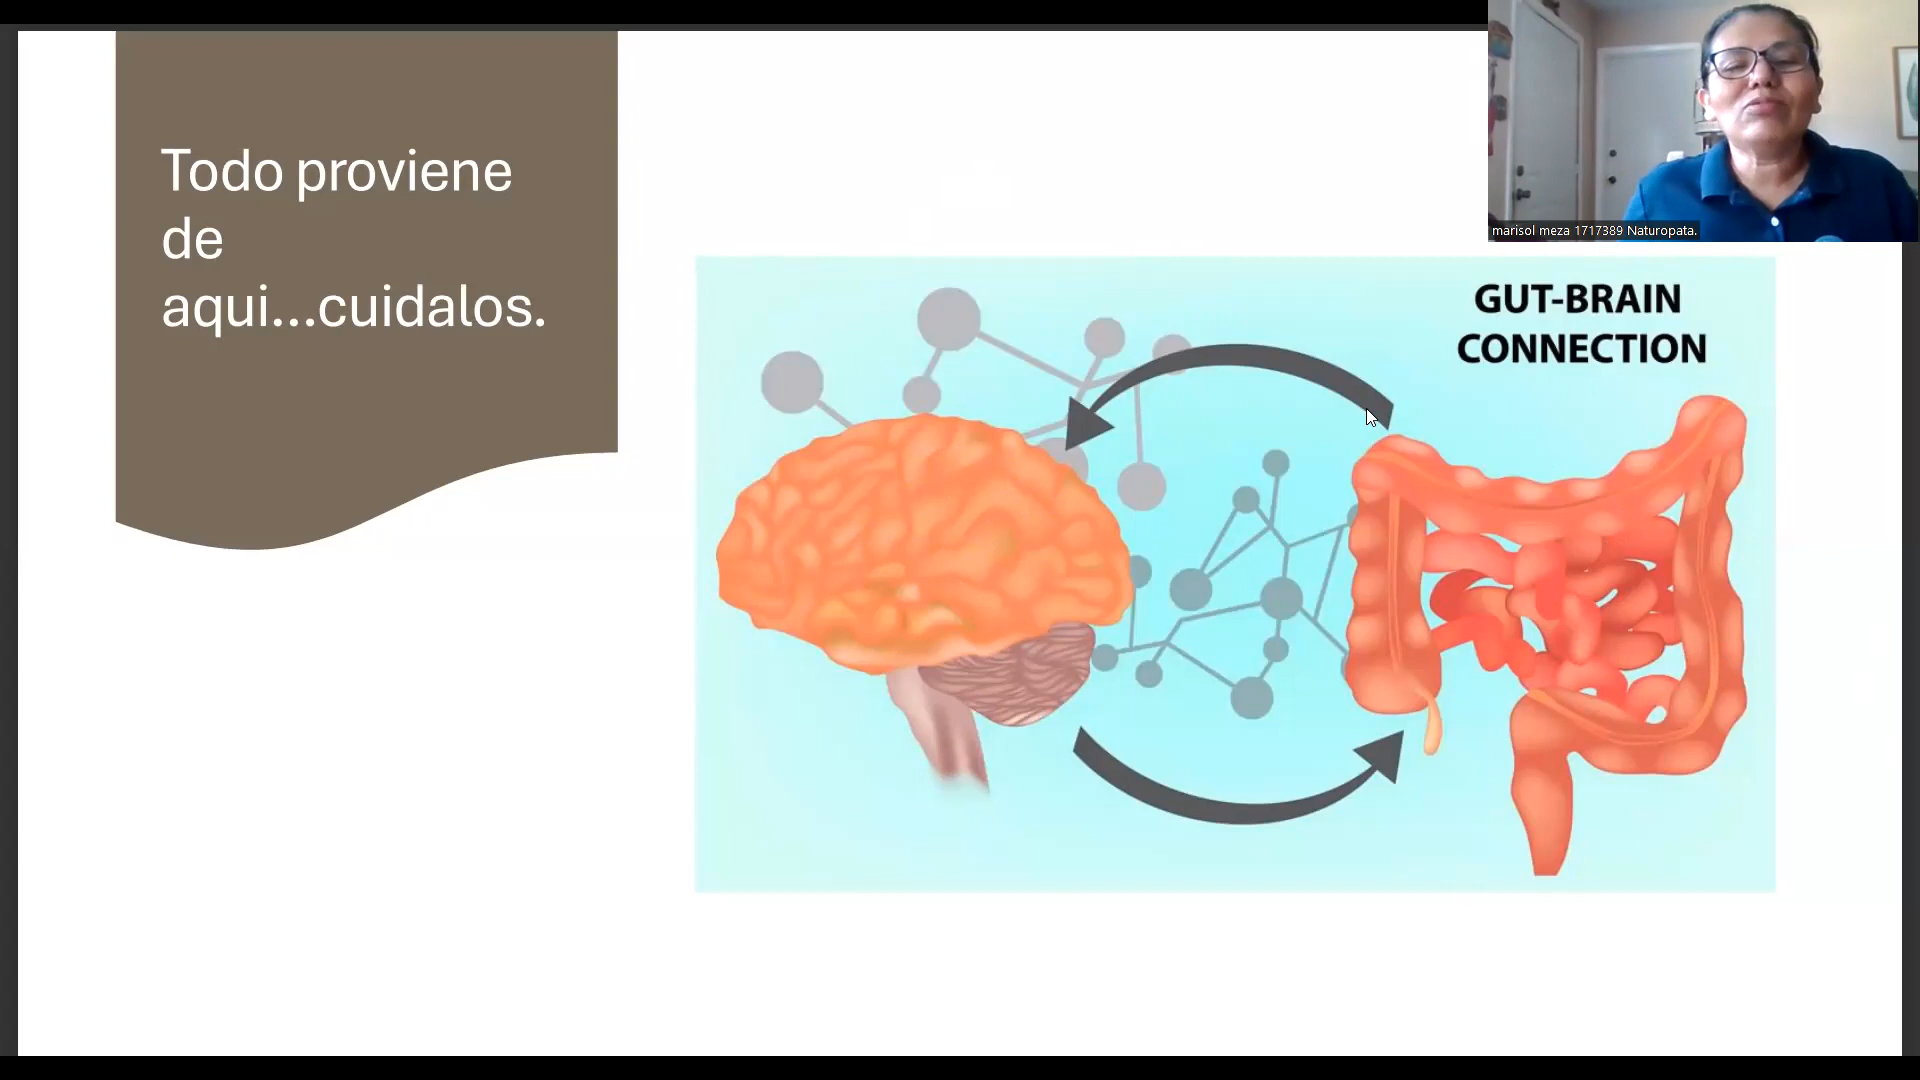 Todo proviene
de
aqui...cuidalos.
marisol meza 1717389 Naturopata.
GUT-BRAIN
CONNECTION